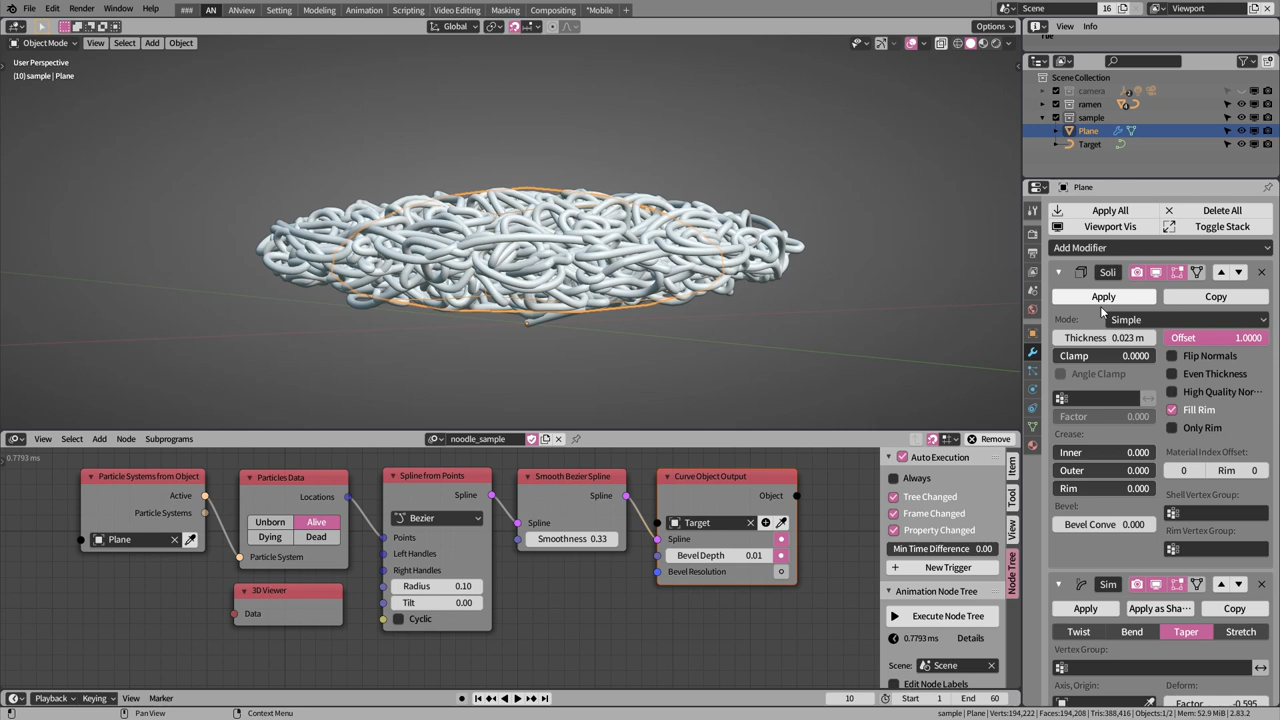 File Edit Render Window Help ### AN ANview Setting Modeling Animation Scripting Video Editing Masking Compositing *Mobile + Scene 16 Viewport
Global Options View Info
Object Mode View Select Add Object
User Perspective
(10) sample | Plane
Scene Collection
camera
ramen
sample
Plane
Target
Plane
Apply All Delete All
Viewport Vis Toggle Stack
Add Modifier
Soli
Apply Copy
Mode: Simple
Thickness 0.023 m Offset 1.0000
Clamp 0.0000 Flip Normals
Angle Clamp Even Thickness
High Quality Nor···
Factor 0.000 Fill Rim
Crease: Only Rim
Inner 0.000 Material Index Offset:
Outer 0.000 0 Rim 0
Rim 0.000 Shell Vertex Group:
Bevel:
Bevel Conve 0.000 Rim Vertex Group:
Sim
Apply Apply as Sha··· Copy
Twist Bend Taper Stretch
Vertex Group:
Axis, Origin: Deform:
Factor -0.595
View Select Add Node Subprograms noodle_sample Remove
0.7793 ms
Particle Systems from Object
Active
Particle Systems
Plane
Particles Data
Locations
Unborn Alive
Dying Dead
Particle System
3D Viewer
Data
Spline from Points
Spline
Bezier
Points
Left Handles
Right Handles
Radius 0.10
Tilt 0.00
Cyclic
Smooth Bezier Spline
Spline
Spline
Smoothness 0.33
Curve Object Output
Object
Target
Spline
Bevel Depth 0.01
Bevel Resolution
Auto Execution
Always
Tree Changed
Frame Changed
Property Changed
Min Time Difference 0.00
New Trigger
Animation Node Tree
Execute Node Tree
0.7793 ms Details
Scene: Scene
Edit Node Labels
Item
Tool
View
Node Tree
Playback Keying View Marker 10 Start 1 End 60
Pan View Context Menu sample | Plane | Verts:194,222 | Faces:194,208 | Tris:388,416 | Objects:1/2 | Mem: 52.9 MiB | 2.83.2